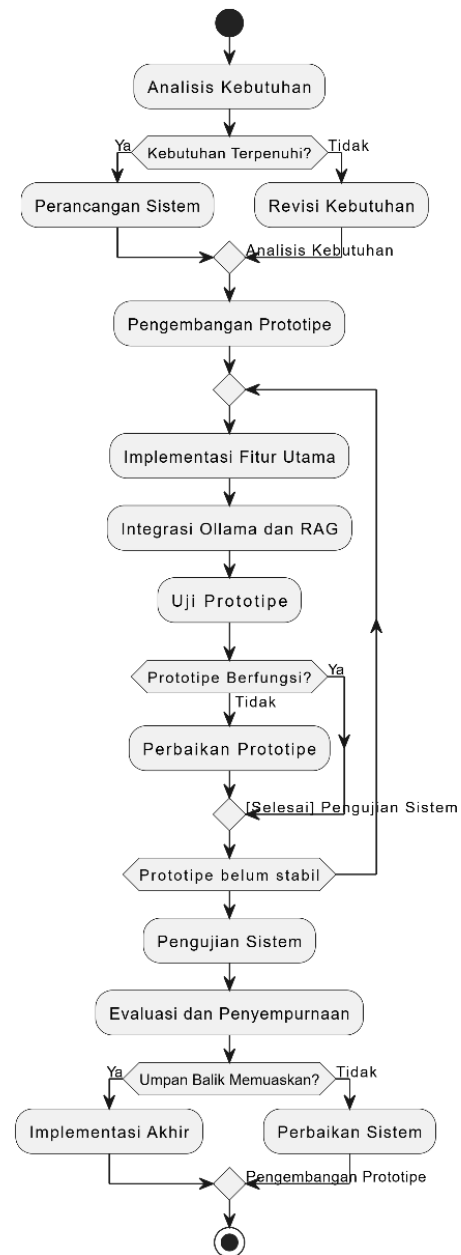 Analisis Kebutuhan
Ya
Kebutuhan Terpenuhi?
Tidak
Perancangan Sistem
Revisi Kebutuhan
Analisis Kebutuhan
Pengembangan Prototipe
Implementasi Fitur Utama
Integrasi Ollama dan RAG
Uji Prototipe
Prototipe Berfungsi?
Ya
Tidak
Perbaikan Prototipe
[Selesai] Pengujian Sistem
Prototipe belum stabil
Pengujian Sistem
Evaluasi dan Penyempurnaan
Ya
Umpan Balik Memuaskan?
Tidak
Implementasi Akhir
Perbaikan Sistem
Pengembangan Prototipe